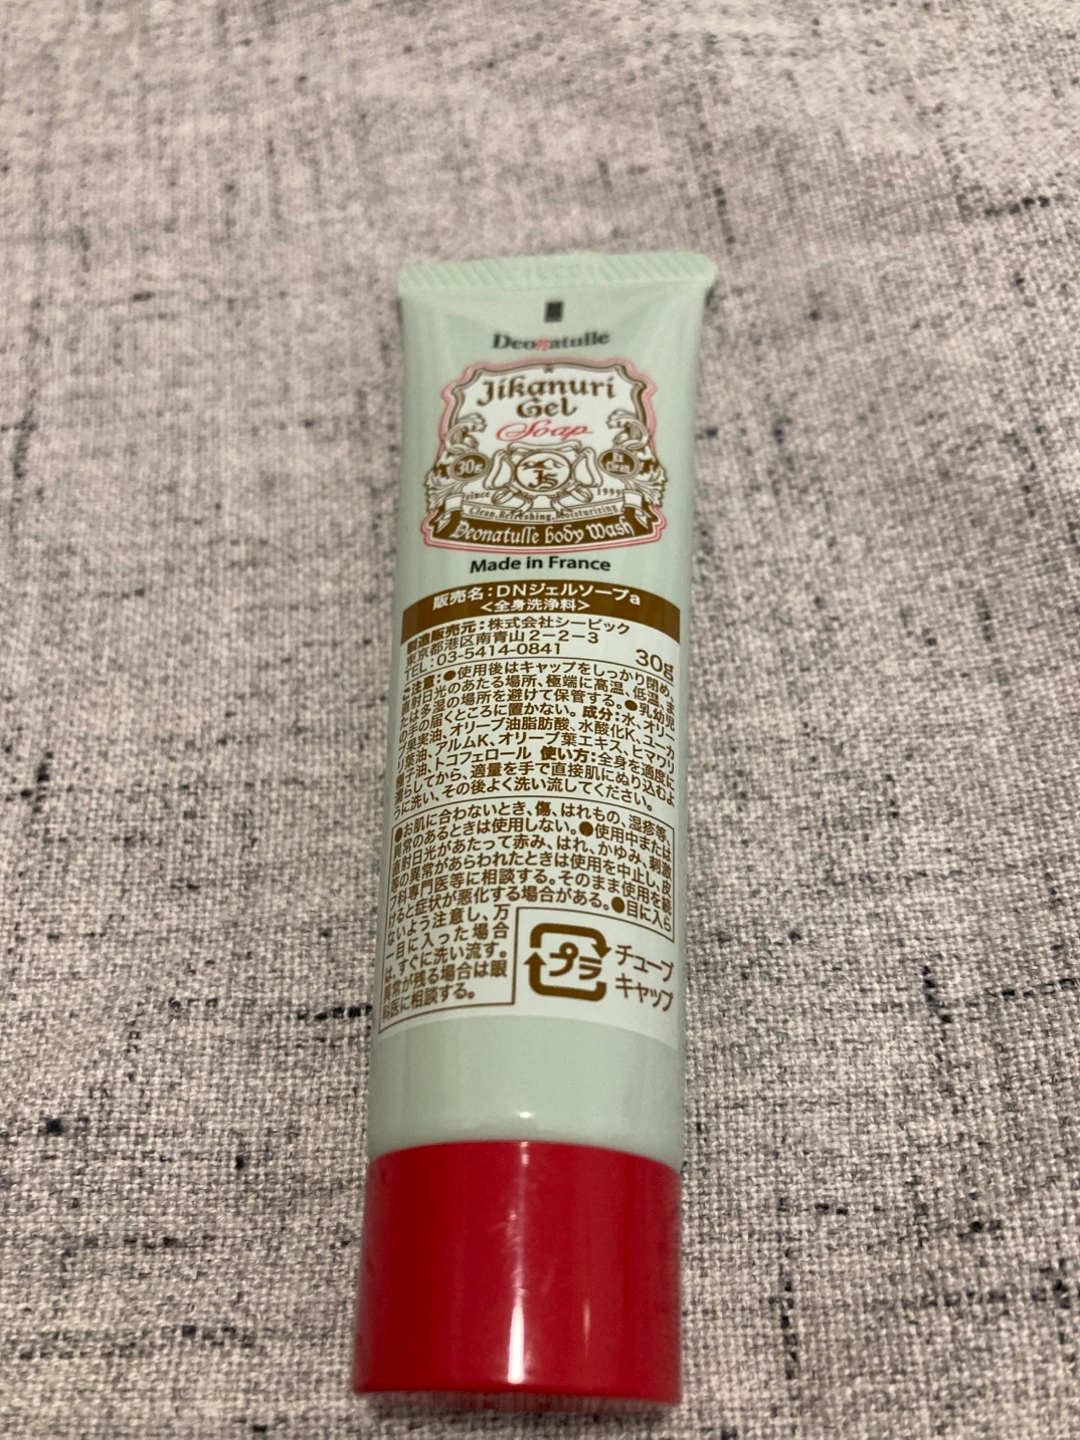 Deonatulle
Jikanuri
Gel
Soap
30g
JS
since 199
Clean.Refreshing.Moisturizing
Deonatulle body Wash
Made in France
販売名:DNジェルソープa
<全身洗浄料>
製造販売元:株式会社シービック
東京都港区南青山2-2-3
TEL:03-5414-0841
30g
ご注意:●使用後はキャップをしっかり閉め、直
射日光のあたる場所、極端に高温、低温、ま
たは多湿の場所を避けて保管する。●乳幼児
の手の届くところに置かない。成分:水、オリー
ブ果実油、オリーブ油脂肪酸、水酸化K、ユーカ
リ葉油、アルムK、オリーブ葉エキス、ヒマワリ
種子油、トコフェロール 使い方:全身を適度に
濡らしてから、適量を手で直接肌にぬり込むよ
うに洗い、その後よく洗い流してください。
●お肌に合わないとき、傷、はれもの、湿疹等、
異常のあるときは使用しない。●使用中または
直射日光があたって赤み、はれ、かゆみ、刺激
等の異常があらわれたときは使用を中止し、皮
フ科専門医等に相談する。そのまま使用を続
けると症状が悪化する場合がある。●目に入ら
ないよう注意し、万
一目に入った場合
は、すぐに洗い流す。
異常が残る場合は眼
科医に相談する。
プラ
チューブ
キャップ